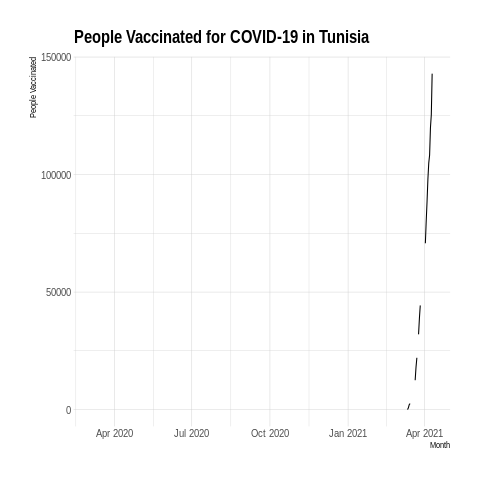 People Vaccinated for COVID-19 in Tunisia
People Vaccinated
150000
100000
50000
0
Apr 2020 Jul 2020 Oct 2020 Jan 2021 Apr 2021
Month